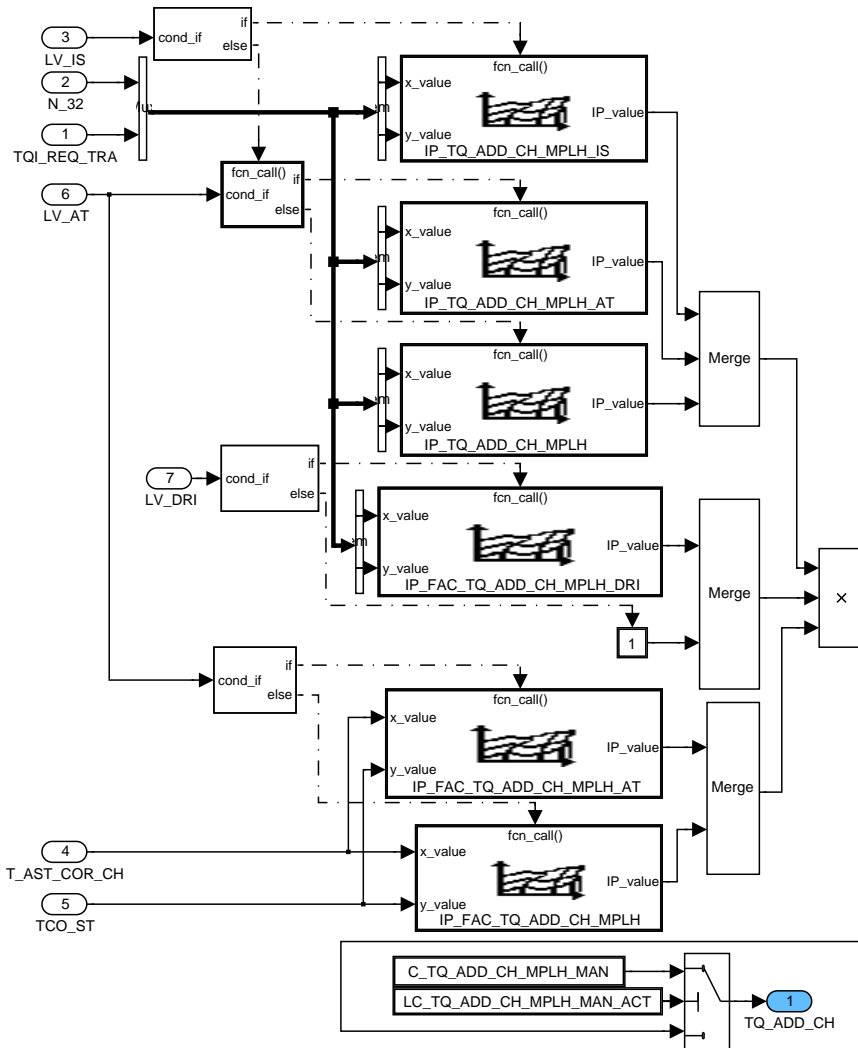 3
LV_IS
cond_if
if
else
2
N_32
1
TQI_REQ_TRA
fcn_call()
x_value
y_value
IP_value
IP_TQ_ADD_CH_MPLH_IS
6
LV_AT
fcn_call()
cond_if
if
else
fcn_call()
x_value
y_value
IP_value
IP_TQ_ADD_CH_MPLH_AT
fcn_call()
x_value
y_value
IP_value
IP_TQ_ADD_CH_MPLH
Merge
7
LV_DRI
cond_if
if
else
fcn_call()
x_value
y_value
IP_value
IP_FAC_TQ_ADD_CH_MPLH_DRI
1
Merge
×
cond_if
if
else
fcn_call()
x_value
y_value
IP_value
IP_FAC_TQ_ADD_CH_MPLH_AT
Merge
4
T_AST_COR_CH
5
TCO_ST
fcn_call()
x_value
y_value
IP_value
IP_FAC_TQ_ADD_CH_MPLH
C_TQ_ADD_CH_MPLH_MAN
LC_TQ_ADD_CH_MPLH_MAN_ACT
1
TQ_ADD_CH